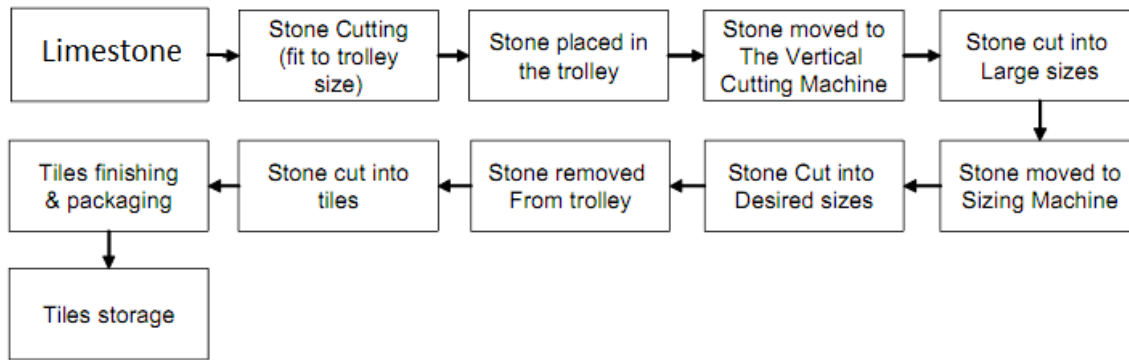 Limestone
Stone Cutting
(fit to trolley
size)
Stone placed in
the trolley
Stone moved to
The Vertical
Cutting Machine
Stone cut into
Large sizes
Stone moved to
Sizing Machine
Stone Cut into
Desired sizes
Stone removed
From trolley
Stone cut into
tiles
Tiles finishing
& packaging
Tiles storage